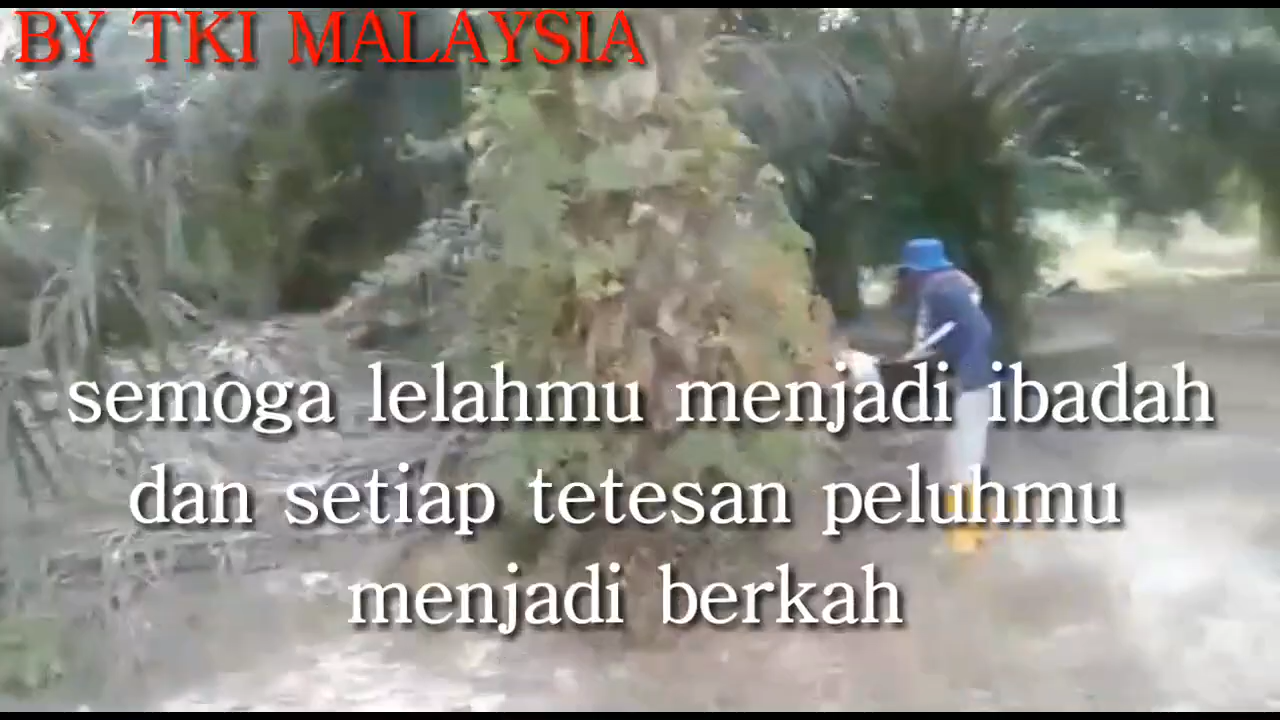 BY TKI MALAYSIA
semoga lelahmu menjadi ibadah
dan setiap tetesan peluhmu
menjadi berkah